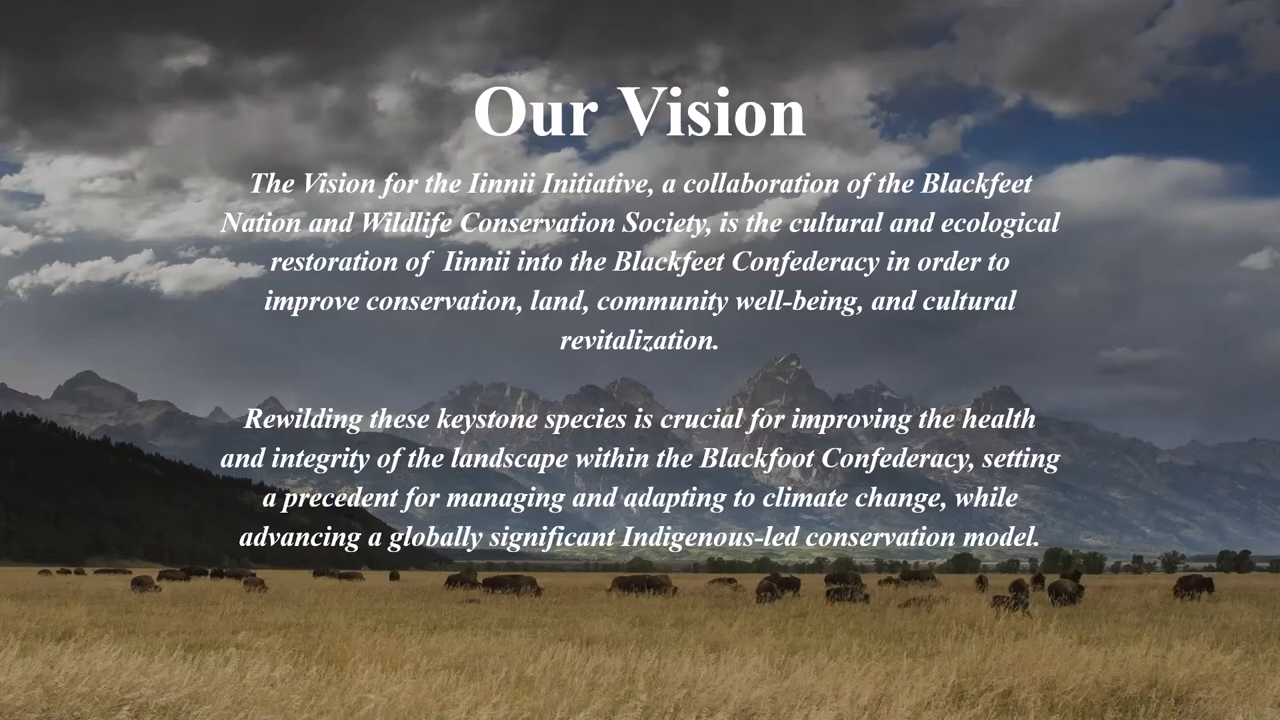 Our Vision
The Vision for the Iinnii Initiative, a collaboration of the Blackfeet
Nation and Wildlife Conservation Society, is the cultural and ecological
restoration of  Iinnii into the Blackfeet Confederacy in order to
improve conservation, land, community well-being, and cultural
revitalization.
Rewilding these keystone species is crucial for improving the health
and integrity of the landscape within the Blackfoot Confederacy, setting
a precedent for managing and adapting to climate change, while
advancing a globally significant Indigenous-led conservation model.